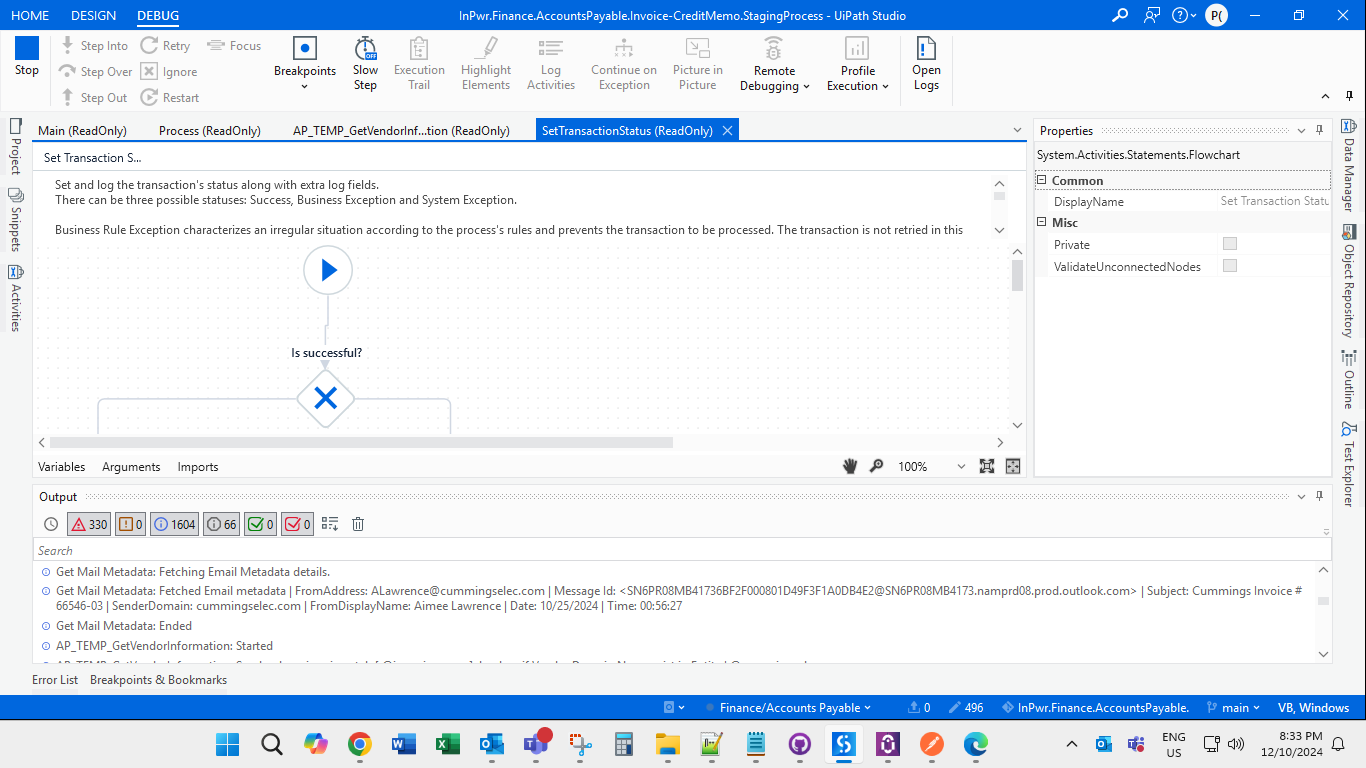 HOME DESIGN DEBUG InPwr.Finance.AccountsPayable.Invoice-CreditMemo.StagingProcess - UiPath Studio P(
Stop
Step Into
Step Over
Step Out
Retry
Ignore
Restart
Focus
Breakpoints
Slow
Step
OFF
Execution
Trail
Highlight
Elements
Log
Activities
Continue on
Exception
Picture in
Picture
Remote
Debugging
Profile
Execution
Open
Logs
Project
Snippets
Activities
Main (ReadOnly) Process (ReadOnly) AP_TEMP_GetVendorInf...tion (ReadOnly) SetTransactionStatus (ReadOnly)
Set Transaction S...
Set and log the transaction's status along with extra log fields.
There can be three possible statuses: Success, Business Exception and System Exception.
Business Rule Exception characterizes an irregular situation according to the process's rules and prevents the transaction to be processed. The transaction is not retried in this
Is successful?
Variables Arguments Imports 100%
Properties
System.Activities.Statements.Flowchart
Common
DisplayName Set Transaction Statu
Misc
Private
ValidateUnconnectedNodes
Data Manager
Object Repository
Outline
Test Explorer
Output
330 0 1604 66 0 0
Search
Get Mail Metadata: Fetching Email Metadata details.
Get Mail Metadata: Fetched Email metadata | FromAddress: ALawrence@cummingselec.com | Message Id: <SN6PR08MB41736BF2F000801D49F3F1A0DB4E2@SN6PR08MB4173.namprd08.prod.outlook.com> | Subject: Cummings Invoice #
66546-03 | SenderDomain: cummingselec.com | FromDisplayName: Aimee Lawrence | Date: 10/25/2024 | Time: 00:56:27
Get Mail Metadata: Ended
AP_TEMP_GetVendorInformation: Started
Error List Breakpoints & Bookmarks
Finance/Accounts Payable 0 496 InPwr.Finance.AccountsPayable. main VB, Windows
ENG
US
8:33 PM
12/10/2024